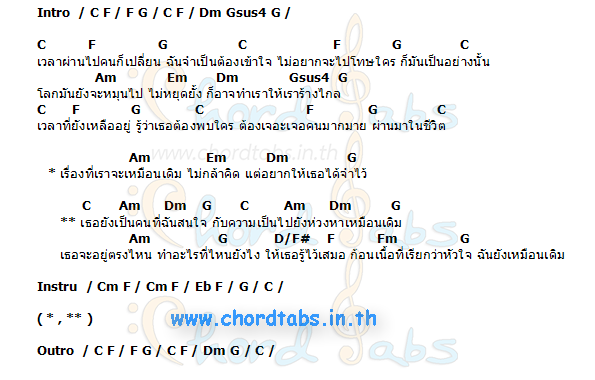 Intro / C F / F G / C F / Dm Gsus4 G /
C F G C F G C
เวลาผ่านไปคนก็เปลี่ยน ฉันจำเป็นต้องเข้าใจ ไม่อยากจะไปโทษใคร ก็มันเป็นอย่างนั้น
Am Em Dm Gsus4 G
โลกมันยังจะหมุนไป ไม่หยุดยั้ง ก็อาจทำเราให้เราร้างไกล
C F G C F G C
เวลาที่ยังเหลืออยู่ รู้ว่าเธอต้องพบใคร ต้องเจอะเจอคนมากมาย ผ่านมาในชีวิต
www.chordtabs.in.th
Am Em Dm G
* เรื่องที่เราจะเหมือนเดิม ไม่กล้าคิด แต่อยากให้เธอได้จำไว้
C Am Dm G C Am Dm G
** เธอยังเป็นคนที่ฉันสนใจ กับความเป็นไปยังห่วงหาเหมือนเดิม
Am G D/F# F Fm G
เธอจะอยู่ตรงไหน ทำอะไรที่ไหนยังไง ให้เธอรู้ไว้เสมอ ก้อนเนื้อที่เรียกว่าหัวใจ ฉันยังเหมือนเดิม
Instru / Cm F / Cm F / Eb F / G / C /
( * , ** )
www.chordtabs.in.th
Outro / C F / F G / C F / Dm G / C /
Chord Tabs